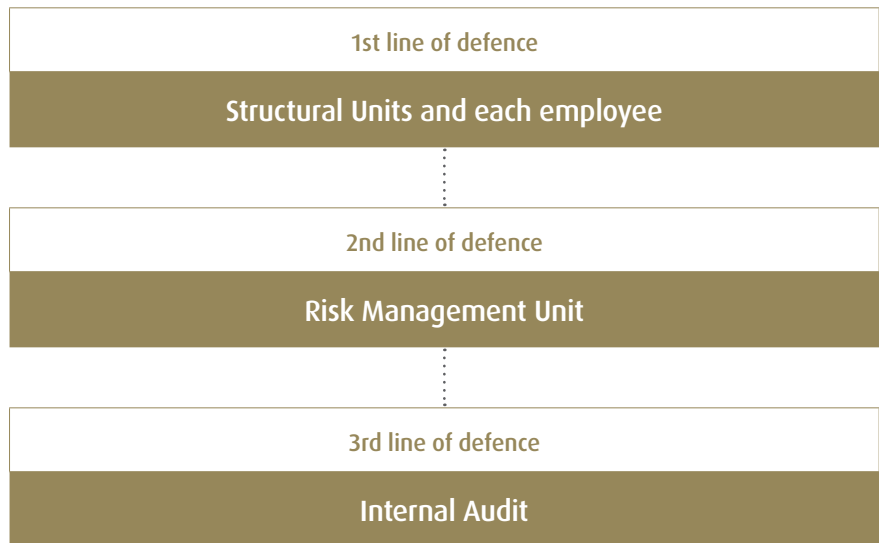 1st line of defence
Structural Units and each employee
2nd line of defence
Risk Management Unit
3rd line of defence
Internal Audit